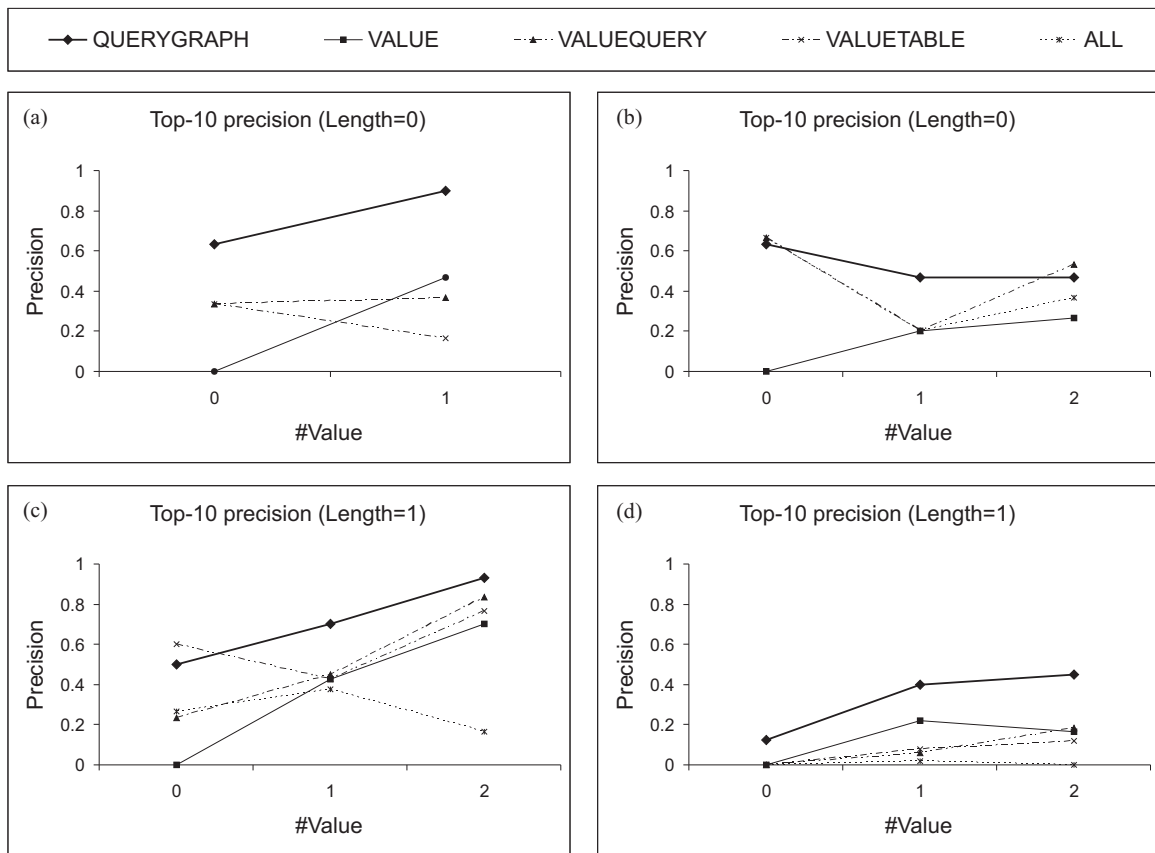 QUERYGRAPH VALUE VALUEQUERY VALUETABLE ALL
(a) Top-10 precision (Length=0)
1
0.8
0.6
0.4
0.2
0
Precision
0 1
#Value
(b) Top-10 precision (Length=0)
1
0.8
0.6
0.4
0.2
0
Precision
0 1 2
#Value
(c) Top-10 precision (Length=1)
1
0.8
0.6
0.4
0.2
0
Precision
0 1 2
#Value
(d) Top-10 precision (Length=1)
1
0.8
0.6
0.4
0.2
0
Precision
0 1 2
#Value